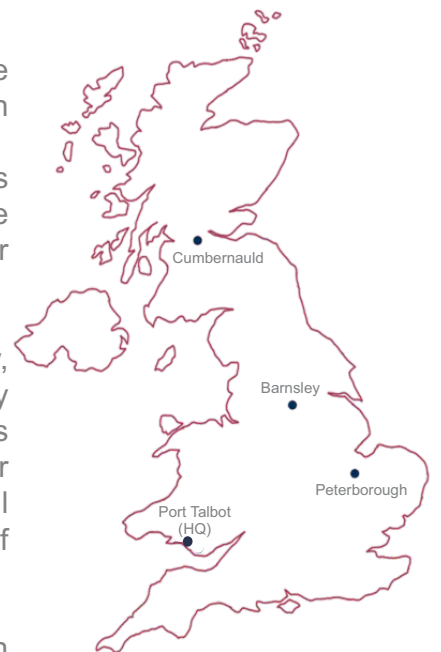 e
n
s
e
r
,
y
s
r
l
f
n
Cumbernauld
Barnsley
Peterborough
Port Talbot
(HQ)